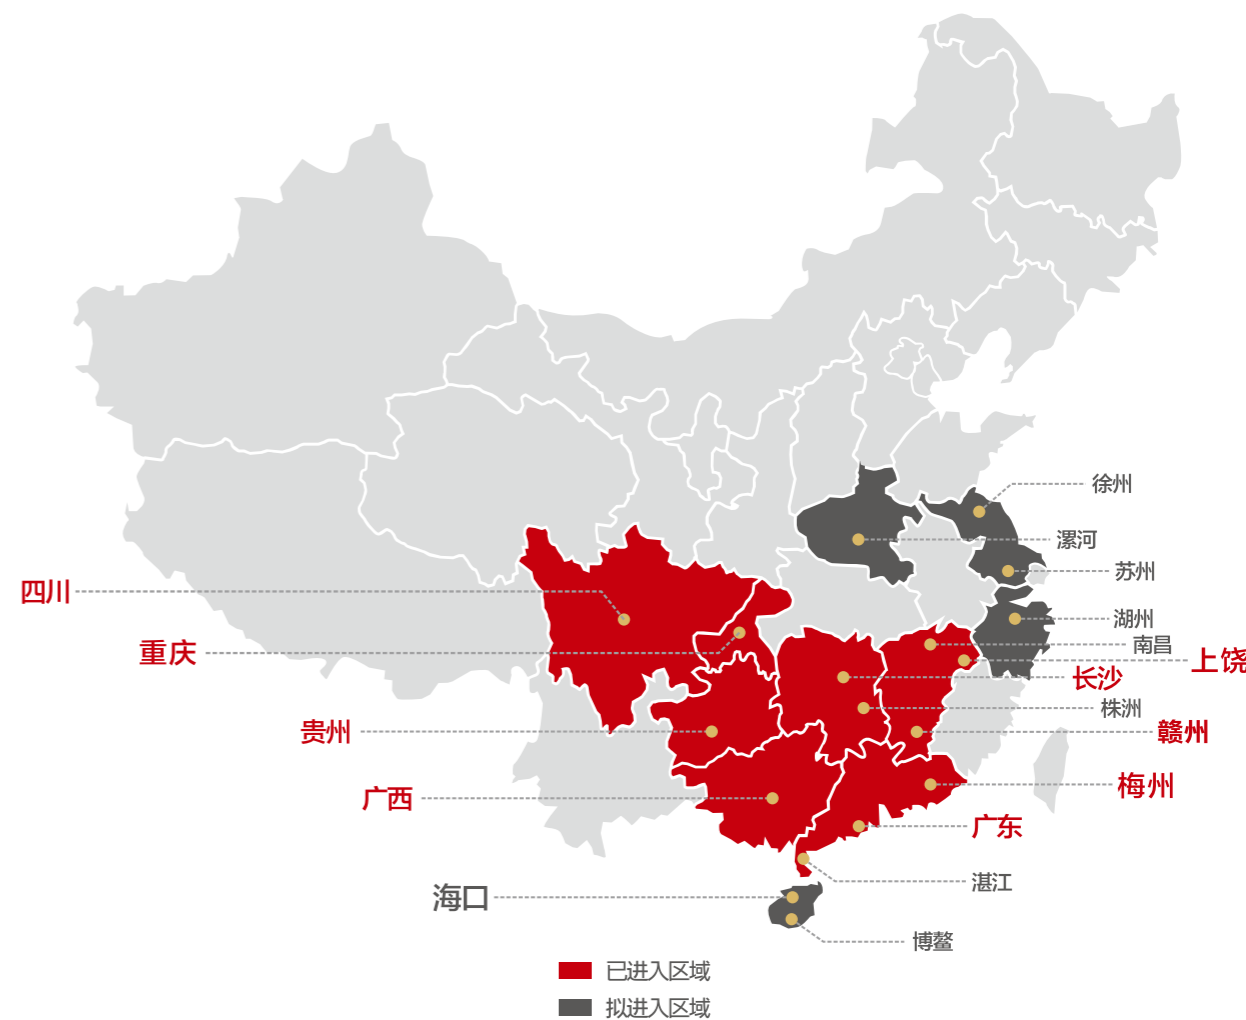 徐州
漯河
苏州
四川
湖州
重庆
南昌
上饶
长沙
株洲
贵州
赣州
梅州
广西
广东
湛江
海口
博鳌
已进入区域
拟进入区域